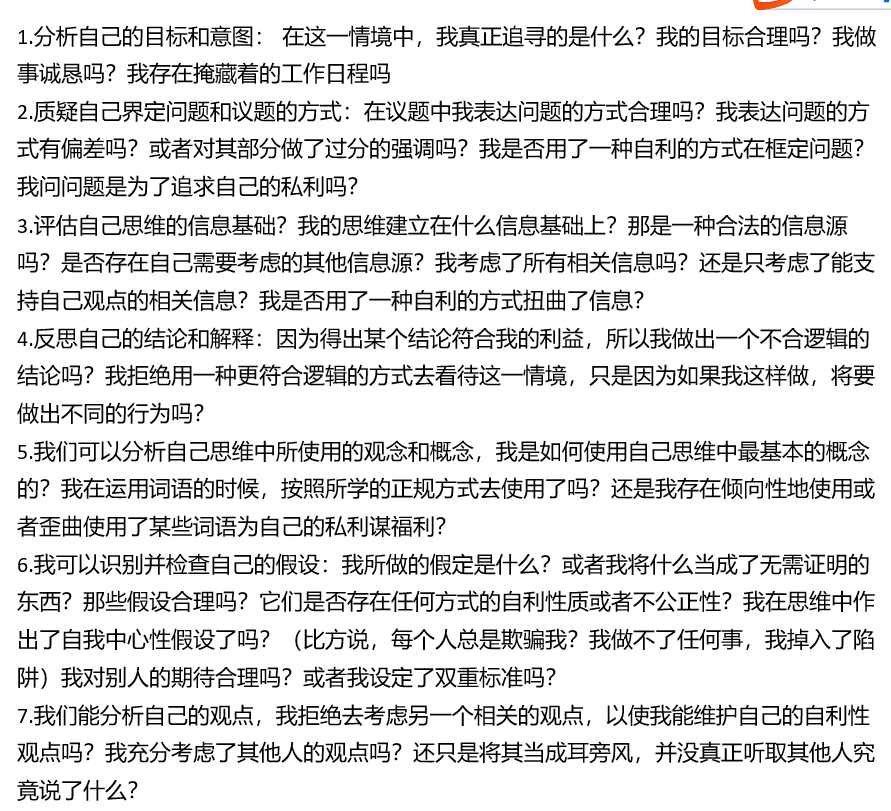 1.分析自己的目标和意图： 在这一情境中，我真正追寻的是什么？我的目标合理吗？我做
事诚恳吗？我存在掩藏着的工作日程吗
2.质疑自己界定问题和议题的方式：在议题中我表达问题的方式合理吗？我表达问题的方
式有偏差吗？或者对其部分做了过分的强调吗？我是否用了一种自利的方式在框定问题？
我问问题是为了追求自己的私利吗？
3.评估自己思维的信息基础？我的思维建立在什么信息基础上？那是一种合法的信息源
吗？是否存在自己需要考虑的其他信息源？我考虑了所有相关信息吗？还是只考虑了能支
持自己观点的相关信息？我是否用了一种自利的方式扭曲了信息？
4.反思自己的结论和解释：因为得出某个结论符合我的利益，所以我做出一个不合逻辑的
结论吗？我拒绝用一种更符合逻辑的方式去看待这一情境，只是因为如果我这样做，将要
做出不同的行为吗？
5.我们可以分析自己思维中所使用的观念和概念，我是如何使用自己思维中最基本的概念
的？我在运用词语的时候，按照所学的正规方式去使用了吗？还是我存在倾向性地使用或
者歪曲使用了某些词语为自己的私利谋福利？
6.我可以识别并检查自己的假设：我所做的假定是什么？或者我将什么当成了无需证明的
东西？那些假设合理吗？它们是否存在任何方式的自利性质或者不公正性？我在思维中作
出了自我中心性假设了吗？（比方说，每个人总是欺骗我？我做不了任何事，我掉入了陷
阱）我对别人的期待合理吗？或者我设定了双重标准吗？
7.我们能分析自己的观点，我拒绝去考虑另一个相关的观点，以使我能维护自己的自利性
观点吗？我充分考虑了其他人的观点吗？还只是将其当成耳旁风，并没真正听取其他人究
竟说了什么？